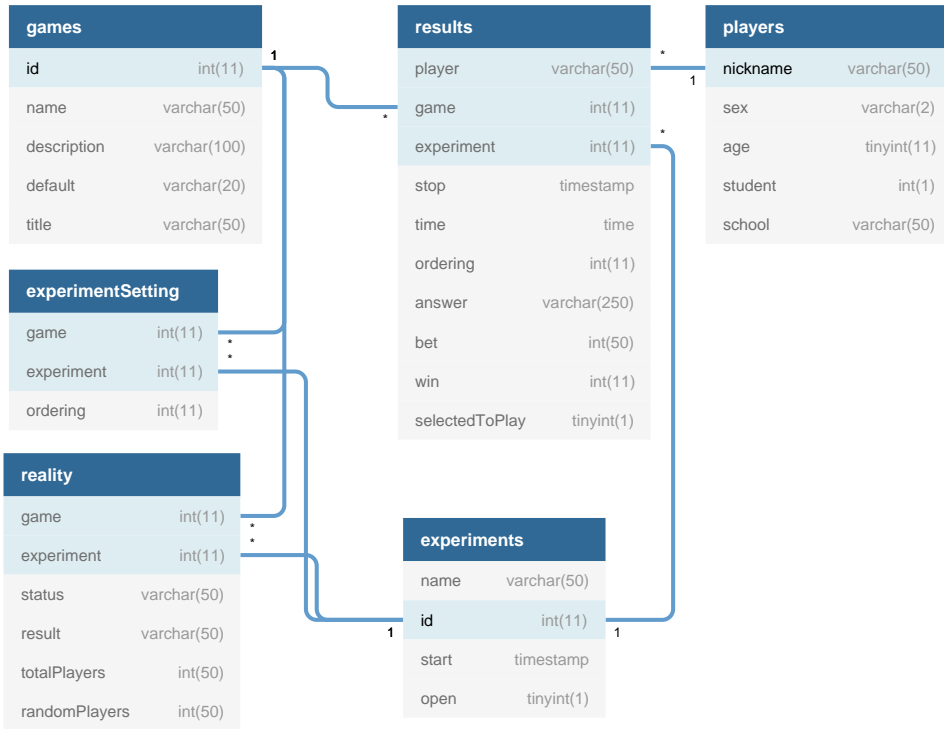 games
id int(11)
name varchar(50)
description varchar(100)
default varchar(20)
title varchar(50)
1
*
results
player varchar(50)
game int(11)
experiment int(11)
stop timestamp
time time
ordering int(11)
answer varchar(250)
bet int(50)
win int(11)
selectedToPlay tinyint(1)
*
1
*
players
nickname varchar(50)
sex varchar(2)
age tinyint(11)
student int(1)
school varchar(50)
experimentSetting
game int(11)
experiment int(11)
ordering int(11)
*
*
reality
game int(11)
experiment int(11)
status varchar(50)
result varchar(50)
totalPlayers int(50)
randomPlayers int(50)
*
*
experiments
name varchar(50)
id int(11)
start timestamp
open tinyint(1)
1
1